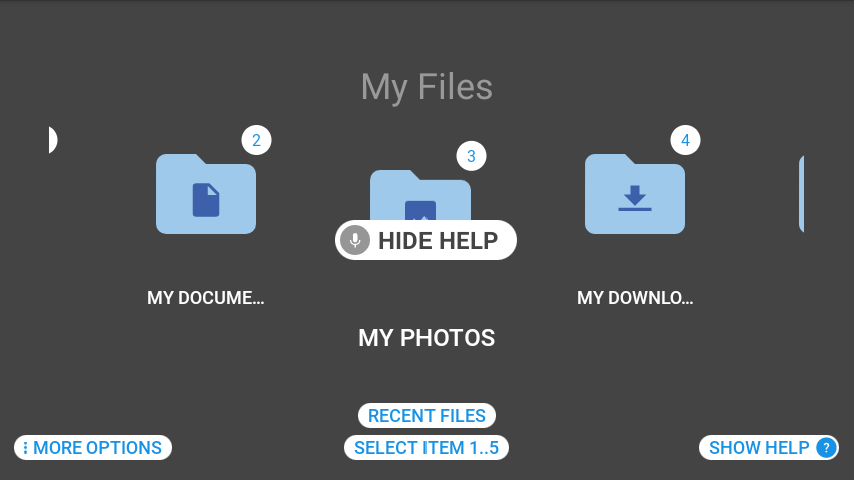 My Files
2
3
4
HIDE HELP
MY DOCUME...
MY DOWNLO...
MY PHOTOS
RECENT FILES
MORE OPTIONS
SELECT ITEM 1..5
SHOW HELP ?